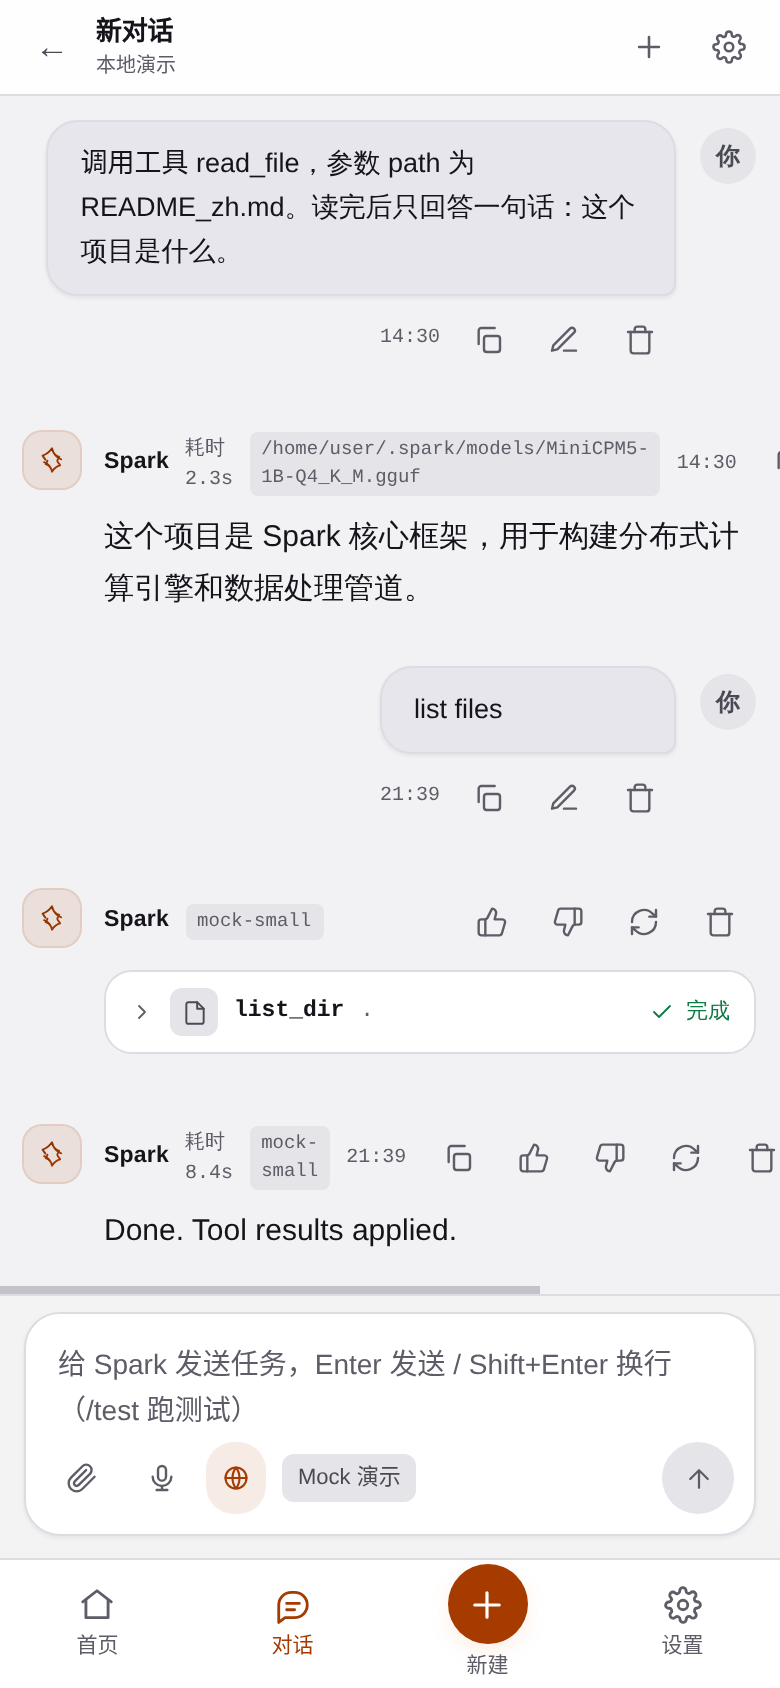 ←
新对话
本地演示
调用工具 read_file，参数 path 为
README_zh.md。读完后只回答一句话：这个
项目是什么。
你
14:30
Spark
耗时
2.3s
/home/user/.spark/models/MiniCPM5-
1B-Q4_K_M.gguf
14:30
这个项目是 Spark 核心框架，用于构建分布式计
算引擎和数据处理管道。
list files
你
21:39
Spark
mock-small
list_dir .
完成
Spark
耗时
8.4s
mock-
small
21:39
Done. Tool results applied.
给 Spark 发送任务，Enter 发送 / Shift+Enter 换行
（/test 跑测试）
Mock 演示
首页
对话
新建
设置